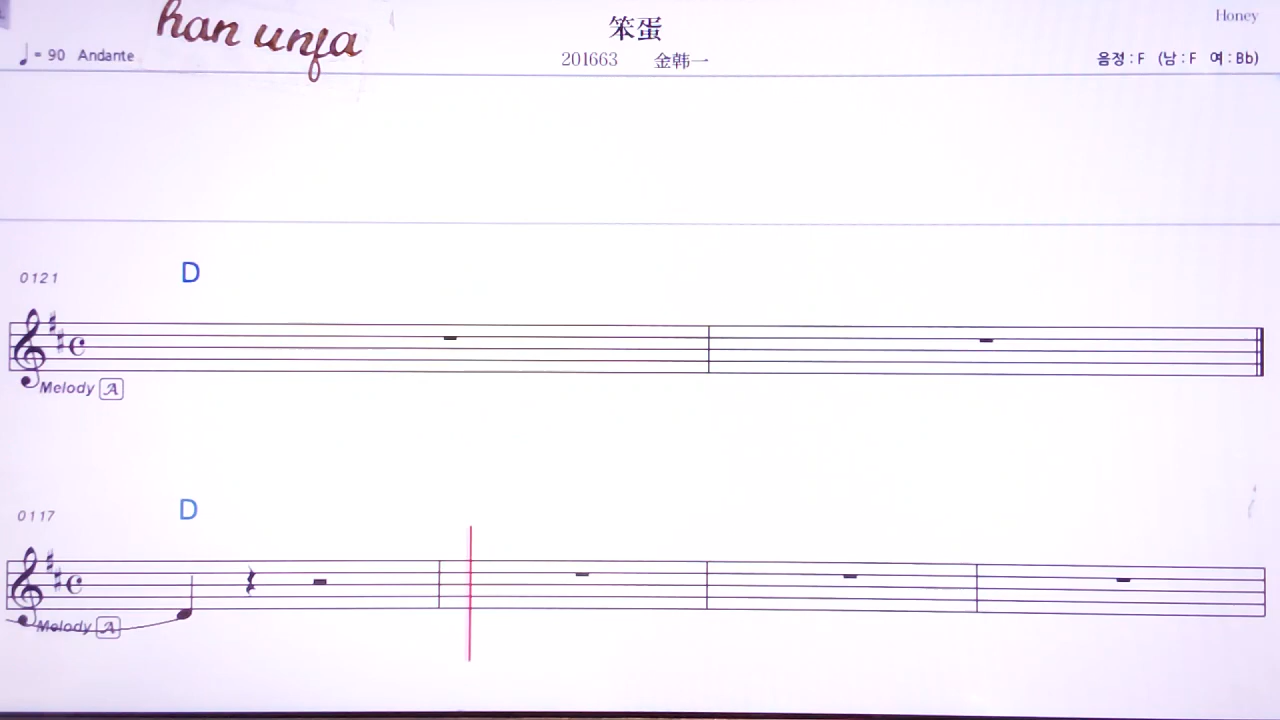 han unja
笨蛋
Honey
♩= 90 Andante
201663 金韩一
음정 : F (남 : F 여 : Bb)
0121
D
Melody A
0117
D
Melody A